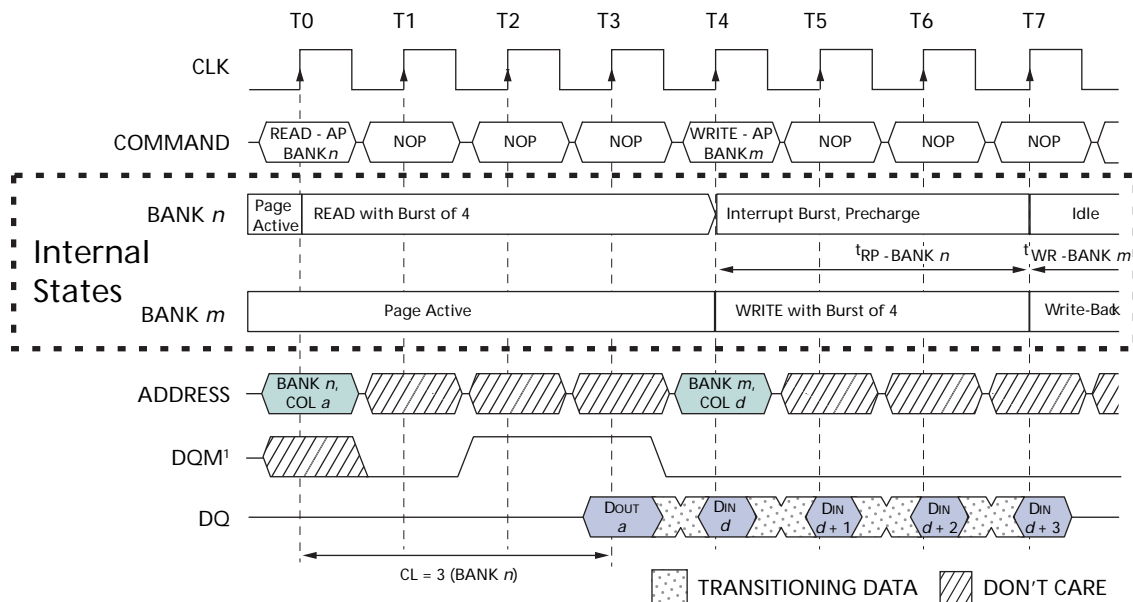 T0 T1 T2 T3 T4 T5 T6 T7
CLK
COMMAND
READ - AP
BANK n
NOP
NOP
NOP
WRITE - AP
BANK m
NOP
NOP
NOP
Internal
States
BANK n
Page
Active
READ with Burst of 4
Interrupt Burst, Precharge
Idle
tRP - BANK n
tWR - BANK m
BANK m
Page Active
WRITE with Burst of 4
Write-Back
ADDRESS
BANK n,
COL a
BANK m,
COL d
DQM¹
DQ
DOUT
a
DIN
d
DIN
d + 1
DIN
d + 2
DIN
d + 3
CL = 3 (BANK n)
TRANSITIONING DATA
DON'T CARE